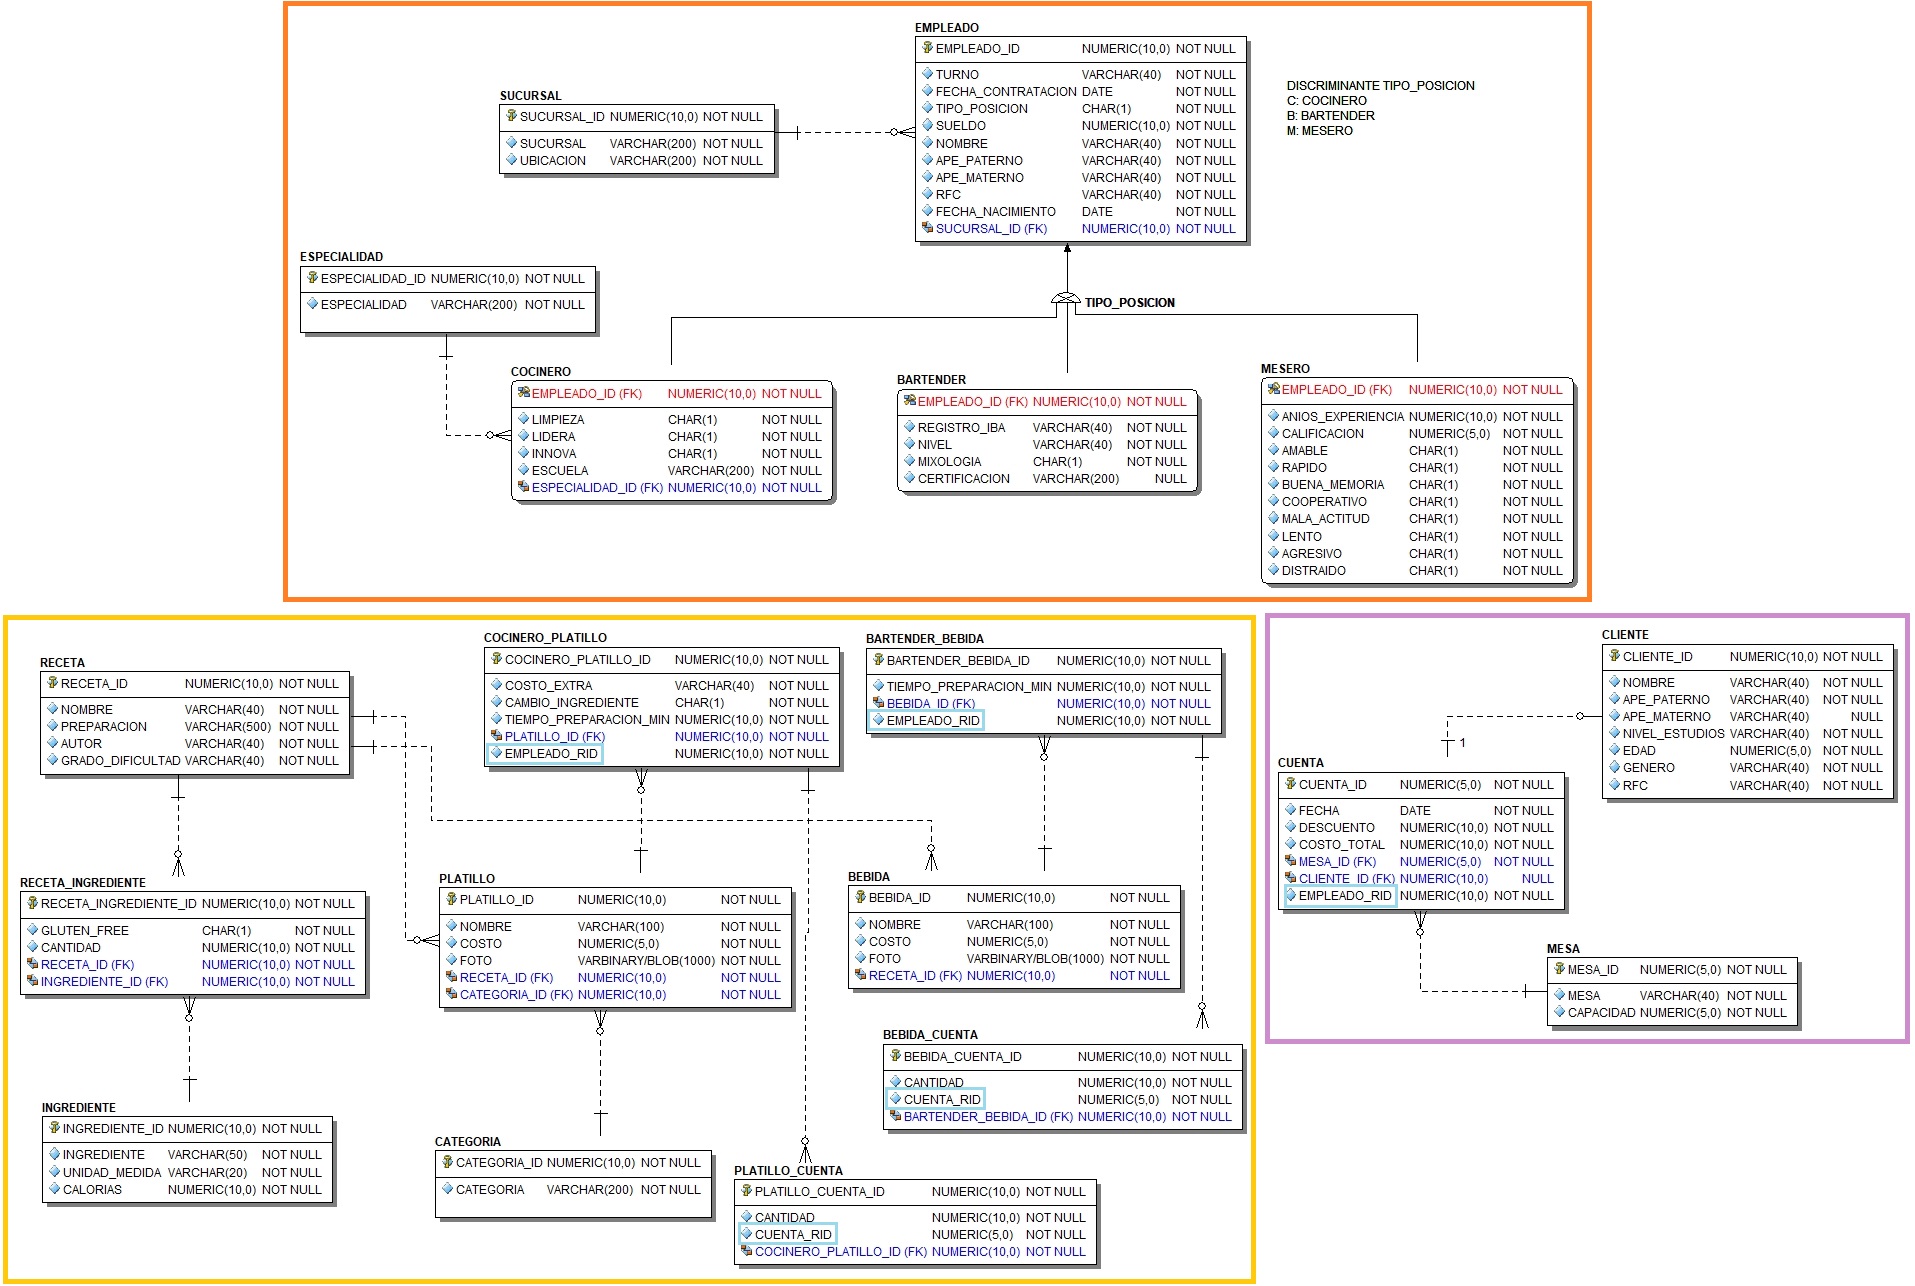 EMPLEADO
EMPLEADO_ID NUMERIC(10,0) NOT NULL
TURNO VARCHAR(40) NOT NULL
FECHA_CONTRATACION DATE NOT NULL
TIPO_POSICION CHAR(1) NOT NULL
SUELDO NUMERIC(10,0) NOT NULL
NOMBRE VARCHAR(40) NOT NULL
APE_PATERNO VARCHAR(40) NOT NULL
APE_MATERNO VARCHAR(40) NOT NULL
RFC VARCHAR(40) NOT NULL
FECHA_NACIMIENTO DATE NOT NULL
SUCURSAL_ID (FK) NUMERIC(10,0) NOT NULL
DISCRIMINANTE TIPO_POSICION
C: COCINERO
B: BARTENDER
M: MESERO
SUCURSAL
SUCURSAL_ID NUMERIC(10,0) NOT NULL
SUCURSAL VARCHAR(200) NOT NULL
UBICACION VARCHAR(200) NOT NULL
ESPECIALIDAD
ESPECIALIDAD_ID NUMERIC(10,0) NOT NULL
ESPECIALIDAD VARCHAR(200) NOT NULL
TIPO_POSICION
COCINERO
EMPLEADO_ID (FK) NUMERIC(10,0) NOT NULL
LIMPIEZA CHAR(1) NOT NULL
LIDERA CHAR(1) NOT NULL
INNOVA CHAR(1) NOT NULL
ESCUELA VARCHAR(200) NOT NULL
ESPECIALIDAD_ID (FK) NUMERIC(10,0) NOT NULL
BARTENDER
EMPLEADO_ID (FK) NUMERIC(10,0) NOT NULL
REGISTRO_IBA VARCHAR(40) NOT NULL
NIVEL VARCHAR(40) NOT NULL
MIXOLOGIA CHAR(1) NOT NULL
CERTIFICACION VARCHAR(200) NULL
MESERO
EMPLEADO_ID (FK) NUMERIC(10,0) NOT NULL
ANIOS_EXPERIENCIA NUMERIC(10,0) NOT NULL
CALIFICACION NUMERIC(5,0) NOT NULL
AMABLE CHAR(1) NOT NULL
RAPIDO CHAR(1) NOT NULL
BUENA_MEMORIA CHAR(1) NOT NULL
COOPERATIVO CHAR(1) NOT NULL
MALA_ACTITUD CHAR(1) NOT NULL
LENTO CHAR(1) NOT NULL
AGRESIVO CHAR(1) NOT NULL
DISTRAIDO CHAR(1) NOT NULL
RECETA
RECETA_ID NUMERIC(10,0) NOT NULL
NOMBRE VARCHAR(40) NOT NULL
PREPARACION VARCHAR(500) NOT NULL
AUTOR VARCHAR(40) NOT NULL
GRADO_DIFICULTAD VARCHAR(40) NOT NULL
COCINERO_PLATILLO
COCINERO_PLATILLO_ID NUMERIC(10,0) NOT NULL
COSTO_EXTRA VARCHAR(40) NOT NULL
CAMBIO_INGREDIENTE CHAR(1) NOT NULL
TIEMPO_PREPARACION_MIN NUMERIC(10,0) NOT NULL
PLATILLO_ID (FK) NUMERIC(10,0) NOT NULL
EMPLEADO_RID NUMERIC(10,0) NOT NULL
BARTENDER_BEBIDA
BARTENDER_BEBIDA_ID NUMERIC(10,0) NOT NULL
TIEMPO_PREPARACION_MIN NUMERIC(10,0) NOT NULL
BEBIDA_ID (FK) NUMERIC(10,0) NOT NULL
EMPLEADO_RID NUMERIC(10,0) NOT NULL
CLIENTE
CLIENTE_ID NUMERIC(10,0) NOT NULL
NOMBRE VARCHAR(40) NOT NULL
APE_PATERNO VARCHAR(40) NOT NULL
APE_MATERNO VARCHAR(40) NULL
NIVEL_ESTUDIOS VARCHAR(40) NOT NULL
EDAD NUMERIC(5,0) NOT NULL
GENERO VARCHAR(40) NOT NULL
RFC VARCHAR(40) NOT NULL
1
CUENTA
CUENTA_ID NUMERIC(5,0) NOT NULL
FECHA DATE NOT NULL
DESCUENTO NUMERIC(10,0) NOT NULL
COSTO_TOTAL NUMERIC(10,0) NOT NULL
MESA_ID (FK) NUMERIC(5,0) NOT NULL
CLIENTE_ID (FK) NUMERIC(10,0) NULL
EMPLEADO_RID NUMERIC(10,0) NOT NULL
MESA
MESA_ID NUMERIC(5,0) NOT NULL
MESA VARCHAR(40) NOT NULL
CAPACIDAD NUMERIC(5,0) NOT NULL
RECETA_INGREDIENTE
RECETA_INGREDIENTE_ID NUMERIC(10,0) NOT NULL
GLUTEN_FREE CHAR(1) NOT NULL
CANTIDAD NUMERIC(10,0) NOT NULL
RECETA_ID (FK) NUMERIC(10,0) NOT NULL
INGREDIENTE_ID (FK) NUMERIC(10,0) NOT NULL
PLATILLO
PLATILLO_ID NUMERIC(10,0) NOT NULL
NOMBRE VARCHAR(100) NOT NULL
COSTO NUMERIC(5,0) NOT NULL
FOTO VARBINARY/BLOB(1000) NOT NULL
RECETA_ID (FK) NUMERIC(10,0) NOT NULL
CATEGORIA_ID (FK) NUMERIC(10,0) NOT NULL
BEBIDA
BEBIDA_ID NUMERIC(10,0) NOT NULL
NOMBRE VARCHAR(100) NOT NULL
COSTO NUMERIC(5,0) NOT NULL
FOTO VARBINARY/BLOB(1000) NOT NULL
RECETA_ID (FK) NUMERIC(10,0) NOT NULL
BEBIDA_CUENTA
BEBIDA_CUENTA_ID NUMERIC(10,0) NOT NULL
CANTIDAD NUMERIC(10,0) NOT NULL
CUENTA_RID NUMERIC(5,0) NOT NULL
BARTENDER_BEBIDA_ID (FK) NUMERIC(10,0) NOT NULL
INGREDIENTE
INGREDIENTE_ID NUMERIC(10,0) NOT NULL
INGREDIENTE VARCHAR(50) NOT NULL
UNIDAD_MEDIDA VARCHAR(20) NOT NULL
CALORIAS NUMERIC(10,0) NOT NULL
CATEGORIA
CATEGORIA_ID NUMERIC(10,0) NOT NULL
CATEGORIA VARCHAR(200) NOT NULL
PLATILLO_CUENTA
PLATILLO_CUENTA_ID NUMERIC(10,0) NOT NULL
CANTIDAD NUMERIC(10,0) NOT NULL
CUENTA_RID NUMERIC(5,0) NOT NULL
COCINERO_PLATILLO_ID (FK) NUMERIC(10,0) NOT NULL